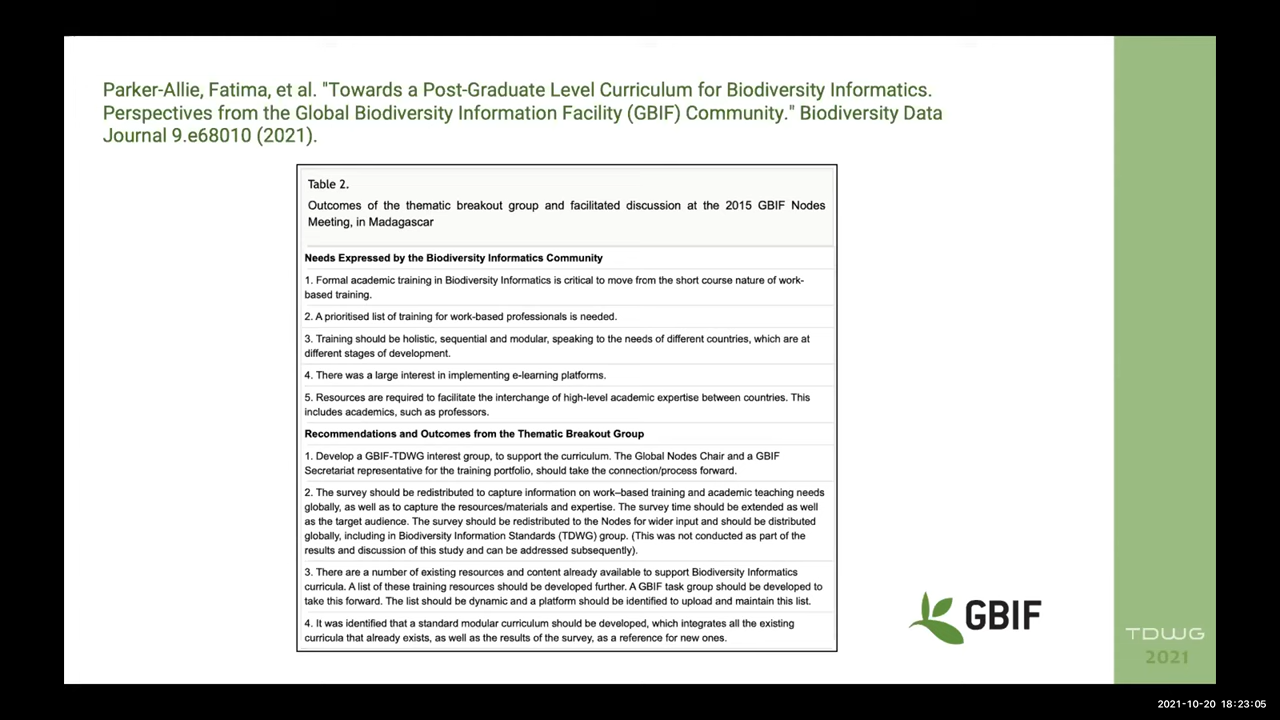 Parker-Allie, Fatima, et al. "Towards a Post-Graduate Level Curriculum for Biodiversity Informatics.
Perspectives from the Global Biodiversity Information Facility (GBIF) Community." Biodiversity Data
Journal 9.e68010 (2021).
Table 2.
Outcomes of the thematic breakout group and facilitated discussion at the 2015 GBIF Nodes
Meeting, in Madagascar
Needs Expressed by the Biodiversity Informatics Community
1. Formal academic training in Biodiversity Informatics is critical to move from the short course nature of work-
based training.
2. A prioritised list of training for work-based professionals is needed.
3. Training should be holistic, sequential and modular, speaking to the needs of different countries, which are at
different stages of development.
4. There was a large interest in implementing e-learning platforms.
5. Resources are required to facilitate the interchange of high-level academic expertise between countries. This
includes academics, such as professors.
Recommendations and Outcomes from the Thematic Breakout Group
1. Develop a GBIF-TDWG interest group, to support the curriculum. The Global Nodes Chair and a GBIF
Secretariat representative for the training portfolio, should take the connection/process forward.
2. The survey should be redistributed to capture information on work–based training and academic teaching needs
globally, as well as to capture the resources/materials and expertise. The survey time should be extended as well
as the target audience. The survey should be redistributed to the Nodes for wider input and should be distributed
globally, including in Biodiversity Information Standards (TDWG) group. (This was not conducted as part of the
results and discussion of this study and can be addressed subsequently).
3. There are a number of existing resources and content already available to support Biodiversity Informatics
curricula. A list of these training resources should be developed further. A GBIF task group should be developed to
take this forward. The list should be dynamic and a platform should be identified to upload and maintain this list.
4. It was identified that a standard modular curriculum should be developed, which integrates all the existing
curricula that already exists, as well as the results of the survey, as a reference for new ones.
GBIF
TDWG
2021
2021-10-20 18:23:05